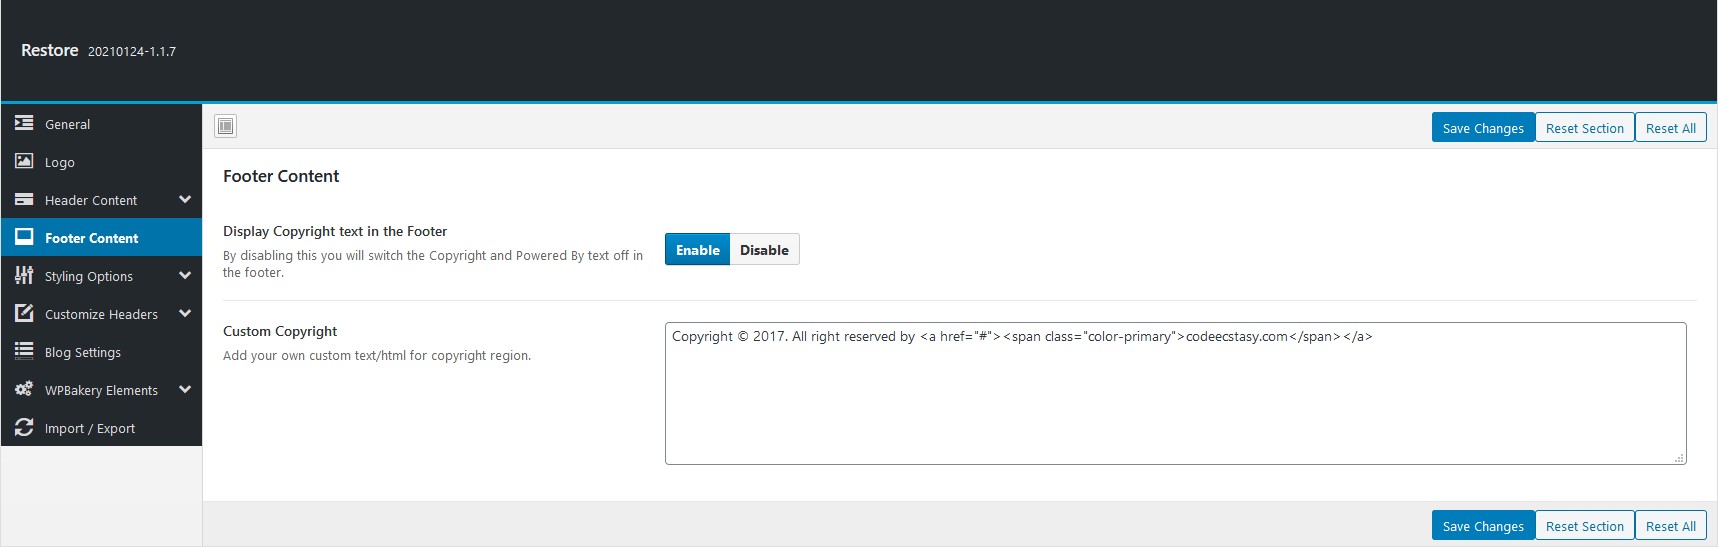 Restore 20210124-1.1.7
General
Logo
Header Content
Footer Content
Styling Options
Customize Headers
Blog Settings
WPBakery Elements
Import / Export
Save Changes Reset Section Reset All
Footer Content
Display Copyright text in the Footer
By disabling this you will switch the Copyright and Powered By text off in
the footer.
Enable Disable
Custom Copyright
Add your own custom text/html for copyright region.
Copyright © 2017. All right reserved by <a href="#"><span class="color-primary">codeecstasy.com</span></a>
Save Changes Reset Section Reset All